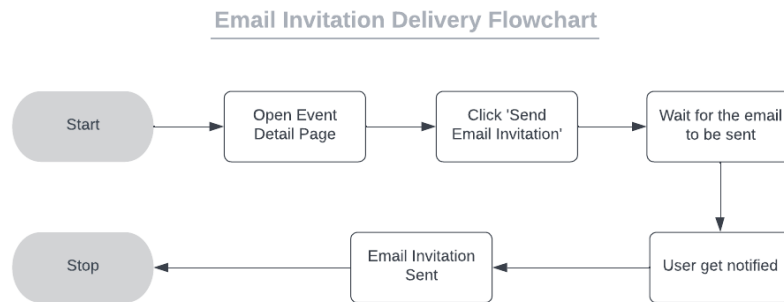 Email Invitation Delivery Flowchart
Start
Open Event
Detail Page
Click 'Send
Email Invitation'
Wait for the email
to be sent
User get notified
Email Invitation
Sent
Stop